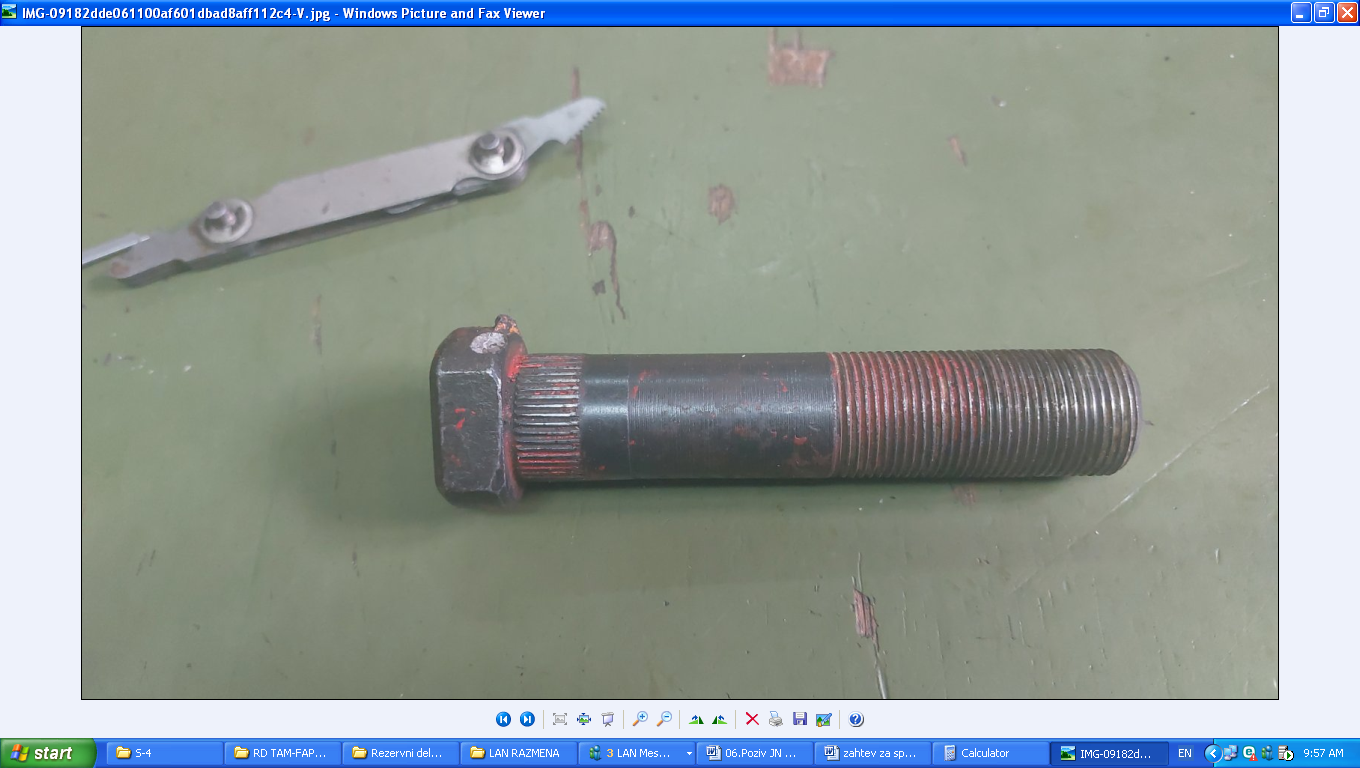 IMG-09182dde061100af601dbad8aff112c4-V.jpg - Windows Picture and Fax Viewer
start
S-4
RD TAM-FAP...
Rezervni del...
LAN RAZMENA
3 LAN Mes...
06.Poziv JN ...
zahtev za sp...
Calculator
IMG-09182d...
EN
9:57 AM